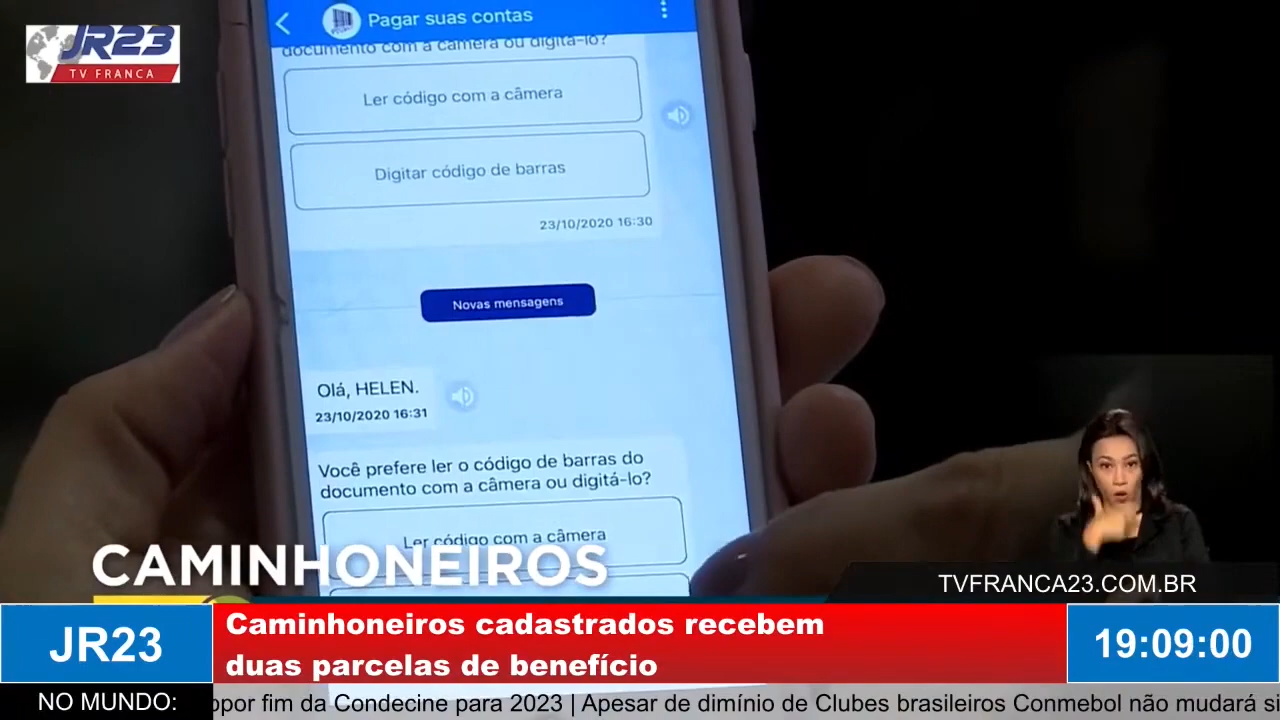 JR23
TV FRANCA
Pagar suas contas
documento com a câmera ou digitá-lo?
Ler código com a câmera
Digitar código de barras
23/10/2020 16:30
Novas mensagens
Olá, HELEN.
23/10/2020 16:31
Você prefere ler o código de barras do
documento com a câmera ou digitá-lo?
Ler código com a câmera
CAMINHONEIROS
TVFRANCA23.COM.BR
JR23
Caminhoneiros cadastrados recebem
duas parcelas de benefício
19:09:00
NO MUNDO:
por fim da Condecine para 2023 | Apesar de dimínio de Clubes brasileiros Conmebol não mudará